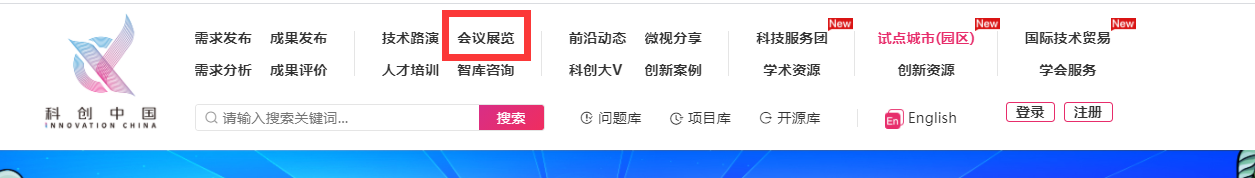 需求发布 成果发布 技术路演 会议展览 前沿动态 微视分享 科技服务团 New 试点城市(园区) New 国际技术贸易 New
需求分析 成果评价 人才培训 智库咨询 科创大V 创新案例 学术资源 创新资源 学会服务
科创中国
INNOVATION CHINA
请输入搜索关键词... 搜索 问题库 项目库 开源库 En English 登录 注册